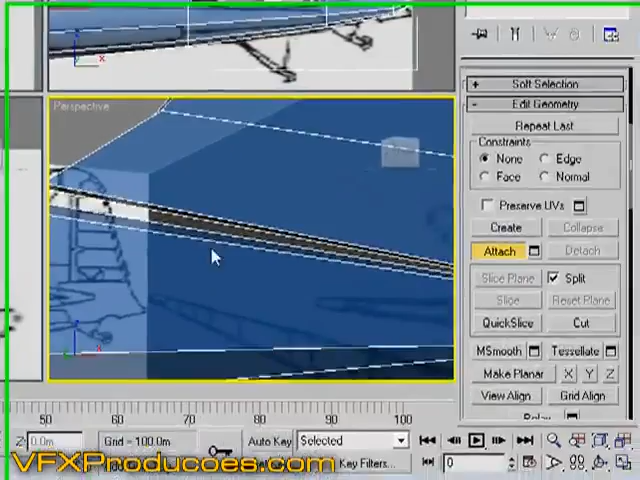 Soft Selection
Edit Geometry
Repeat Last
Constraints
None
Edge
Face
Normal
Preserve UVs
Create
Collapse
Attach
Detach
Slice Plane
Split
Slice
Reset Plane
QuickSlice
Cut
MSmooth
Tessellate
Make Planar
X
Y
Z
View Align
Grid Align
Perspective
50
60
70
80
90
100
Z:
0.0m
Grid = 100.0m
Auto Key
Selected
Key Filters...
0
VFXProducoes.com